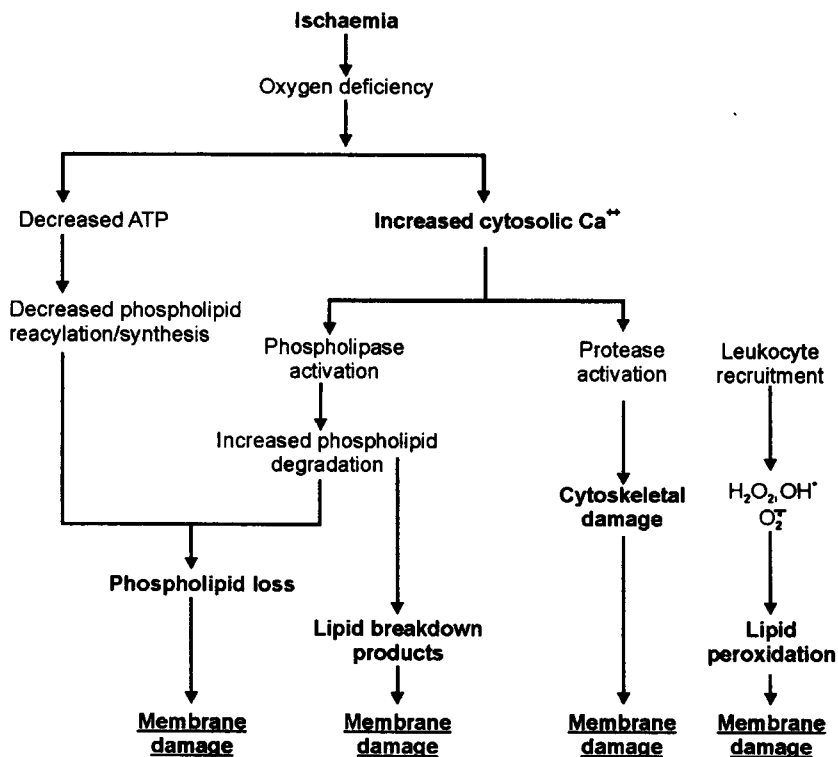 Ischaemia
Oxygen deficiency
Decreased ATP
Increased cytosolic Ca⁺⁺
Decreased phospholipid
reacylation/synthesis
Phospholipase
activation
Protease
activation
Leukocyte
recruitment
Increased phospholipid
degradation
Cytoskeletal
damage
H₂O₂, OH•
O₂∓
Phospholipid loss
Lipid breakdown
products
Lipid
peroxidation
Membrane
damage
Membrane
damage
Membrane
damage
Membrane
damage